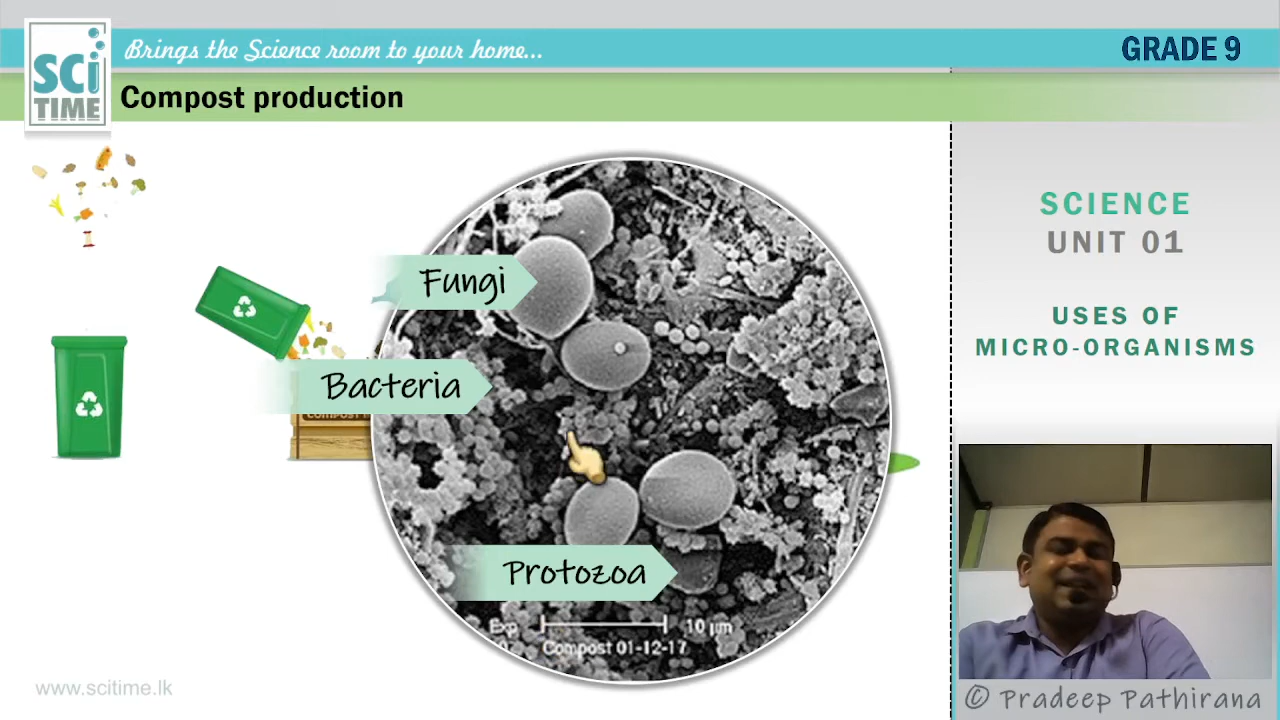 Brings the Science room to your home...
GRADE 9
SCi
TIME
Compost production
SCIENCE
UNIT 01
USES OF
MICRO-ORGANISMS
Fungi
Bacteria
Protozoa
Exp
10 µm
Compost 01-12-17
www.scitime.lk
© Pradeep Pathirana